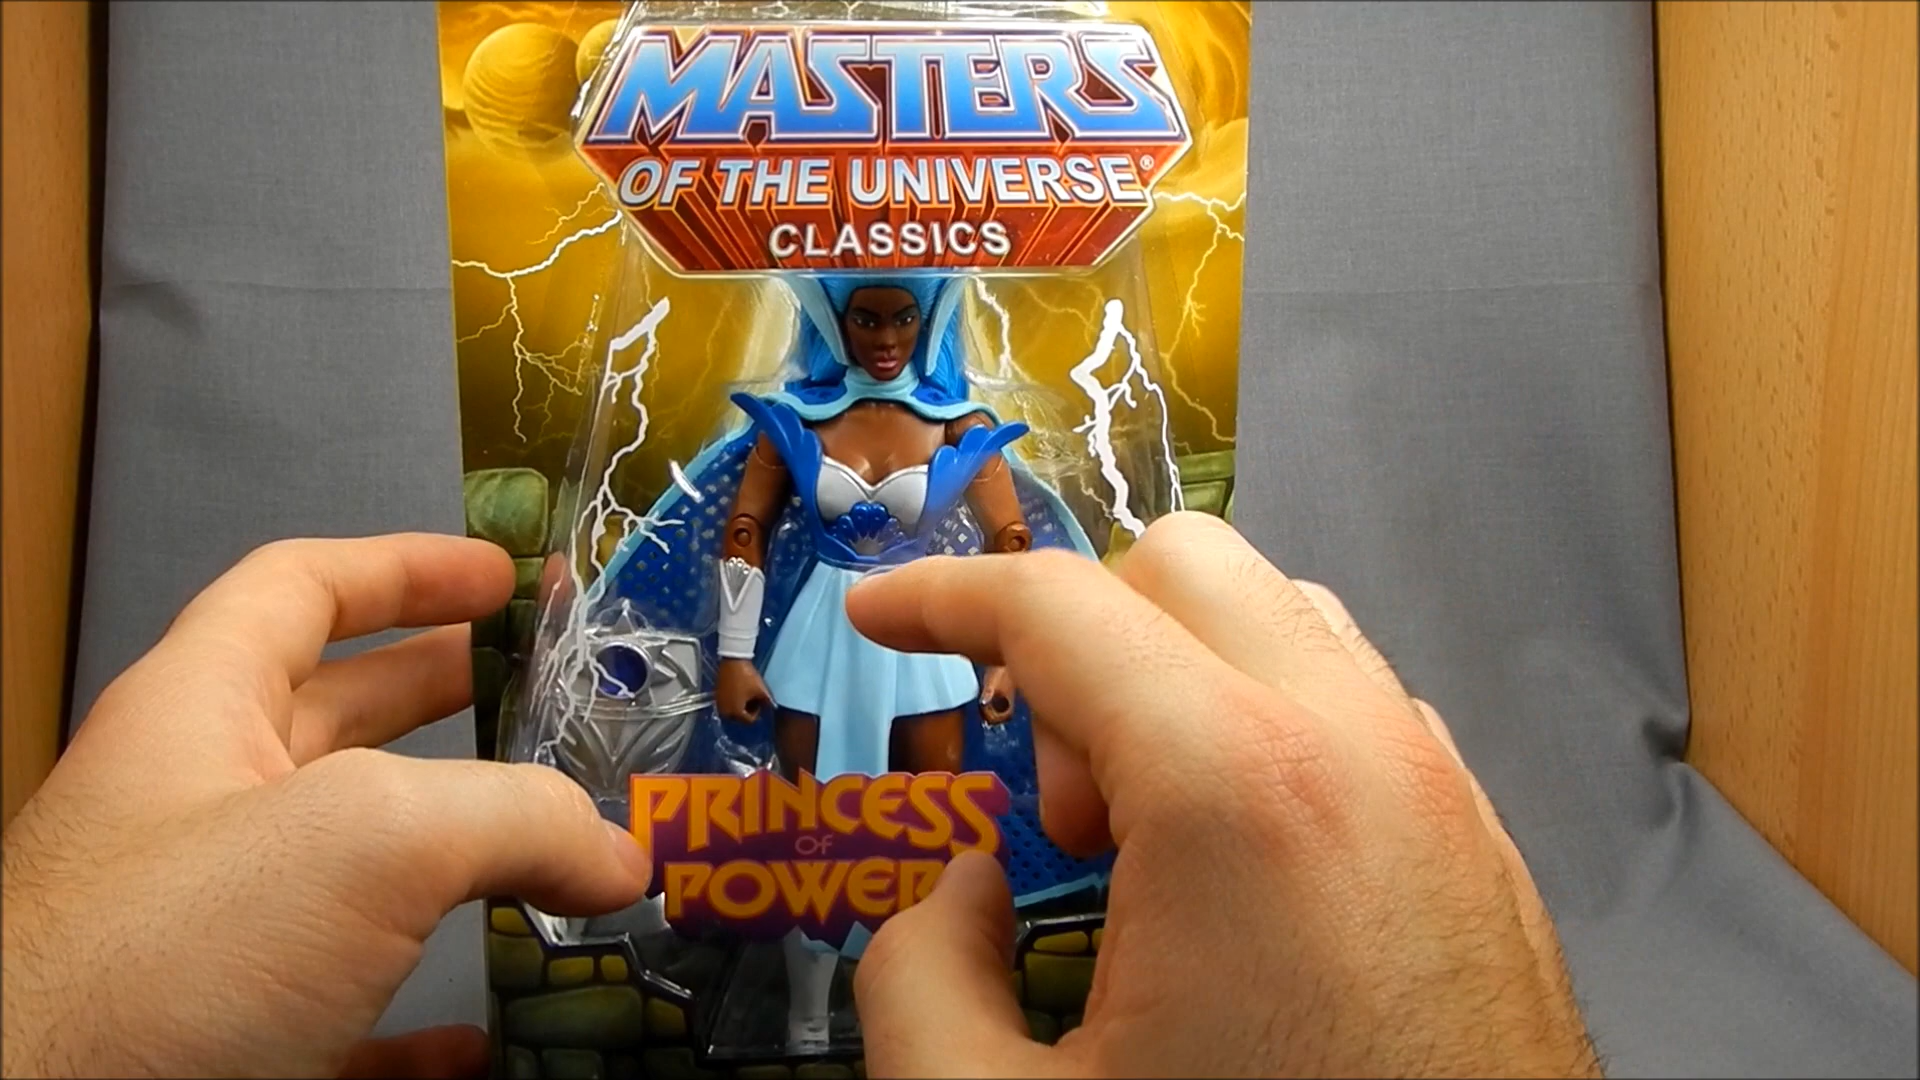 MASTERS
OF THE UNIVERSE®
CLASSICS
PRINCESS
OF
POWER